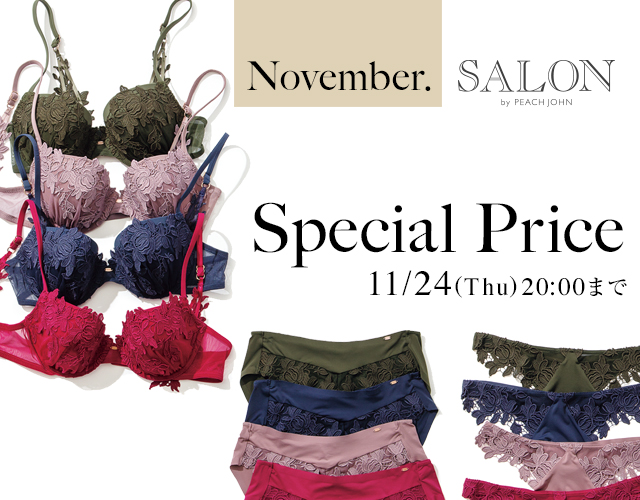 November.
SALON
by PEACH JOHN
Special Price
11/24(Thu)20:00まで